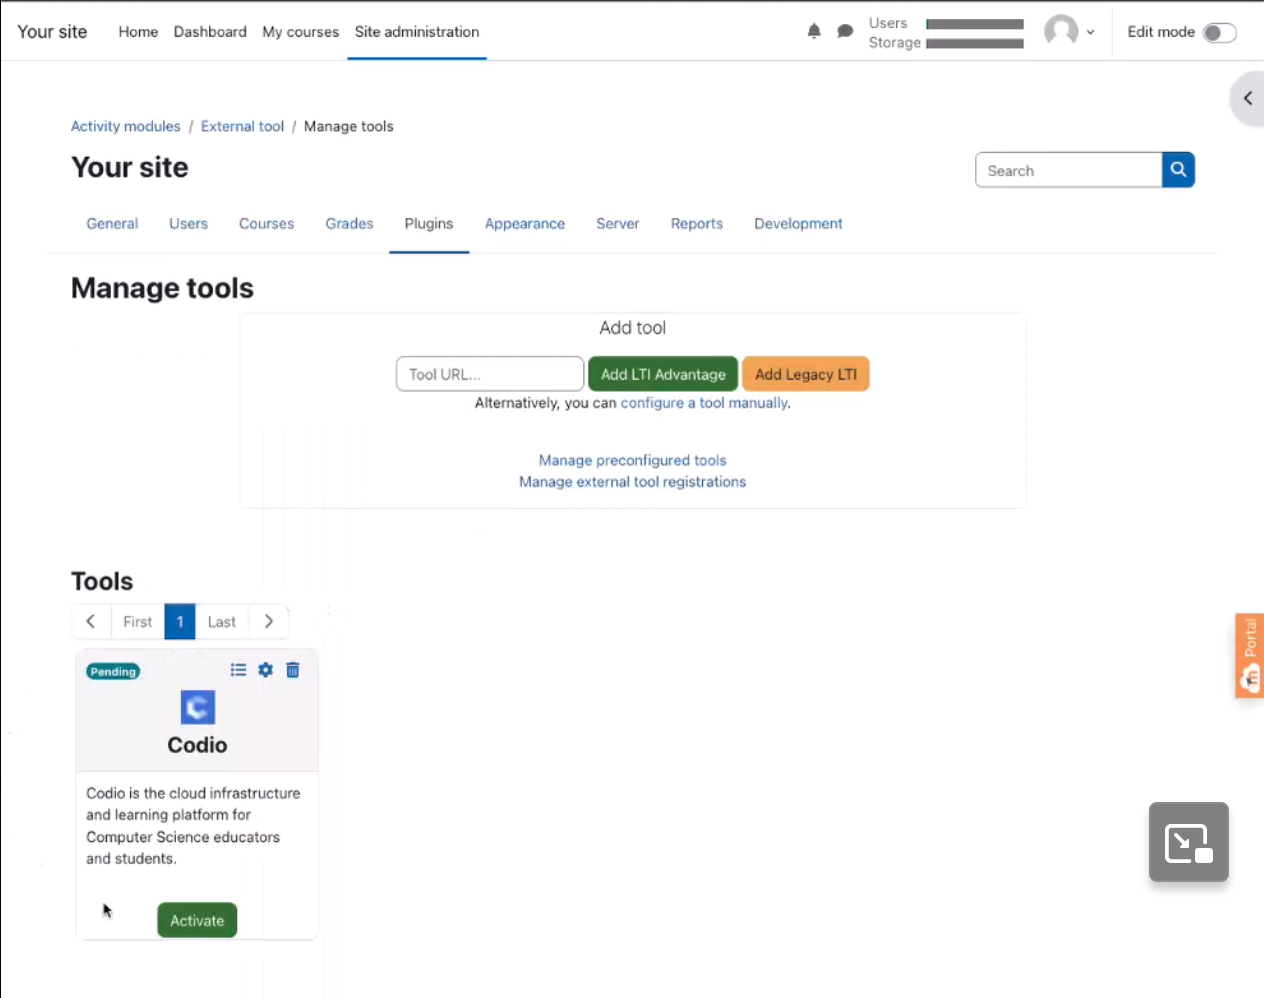 Your site Home Dashboard My courses Site administration Users Edit mode
Storage
Activity modules / External tool / Manage tools
Your site
Search
General Users Courses Grades Plugins Appearance Server Reports Development
Manage tools
Add tool
Tool URL... Add LTI Advantage Add Legacy LTI
Alternatively, you can configure a tool manually.
Manage preconfigured tools
Manage external tool registrations
Tools
First 1 Last
Portal
Pending
Codio
Codio is the cloud infrastructure
and learning platform for
Computer Science educators
and students.
Activate